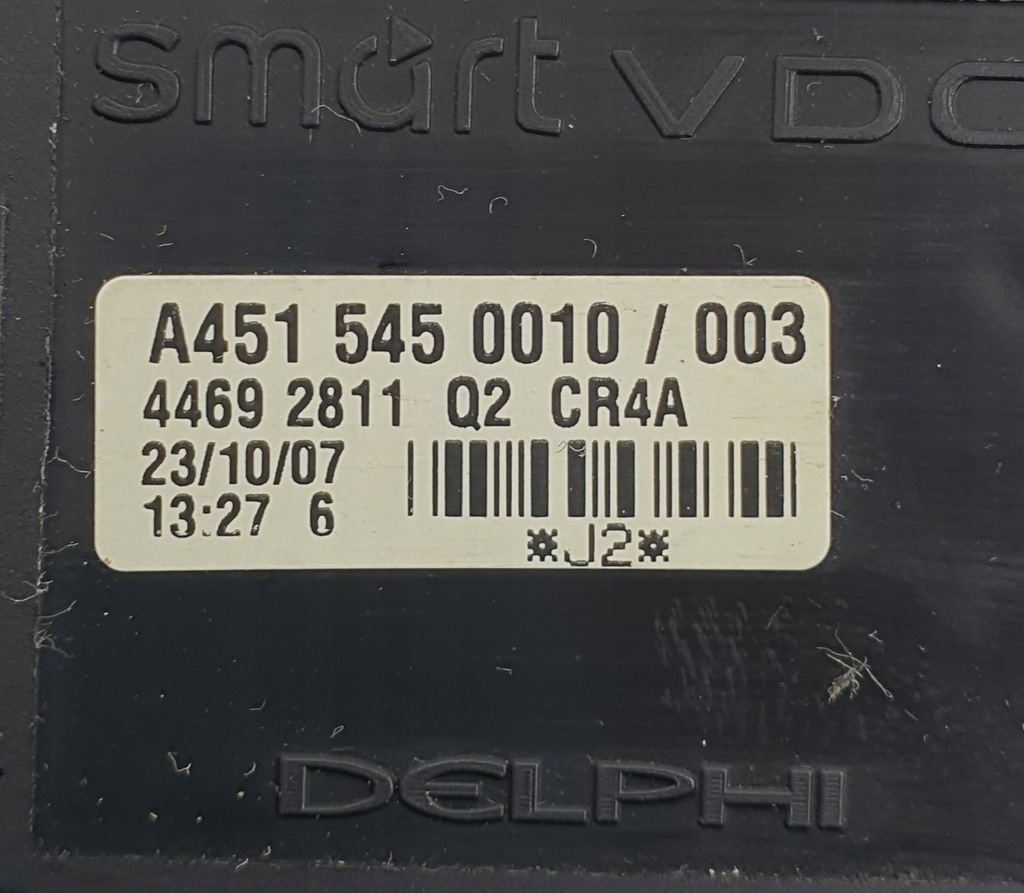 smart VDO
A451 545 0010 / 003
4469 2811 Q2 CR4A
23/10/07
13:27 6
*J2*
DELPHI